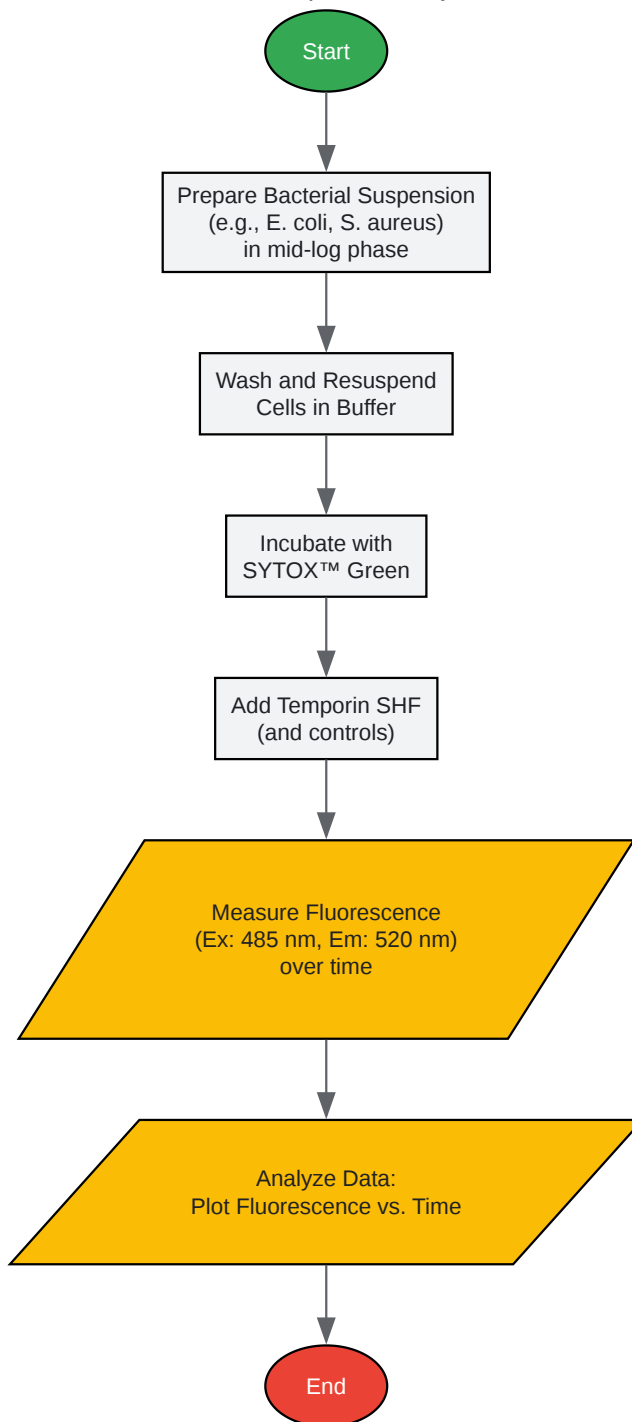 Start
Prepare Bacterial Suspension
(e.g., E. coli, S. aureus)
in mid-log phase
Wash and Resuspend
Cells in Buffer
Incubate with
SYTOX™ Green
Add Temporin SHF
(and controls)
Measure Fluorescence
(Ex: 485 nm, Em: 520 nm)
over time
Analyze Data:
Plot Fluorescence vs. Time
End